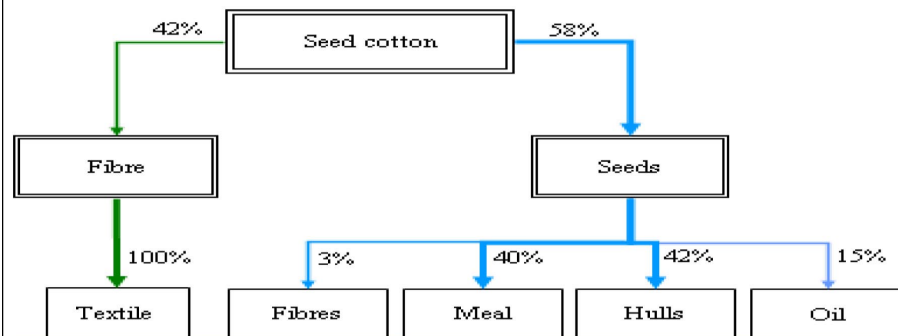 42%
Seed cotton
58%
Fibre
Seeds
100%
3%
40%
42%
15%
Textile
Fibres
Meal
Hulls
Oil